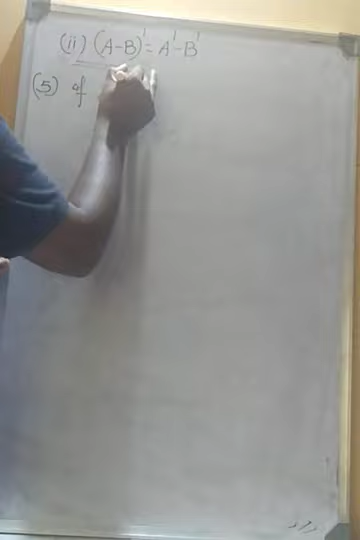 (ii) (A-B)' = A' - B'
(5) If